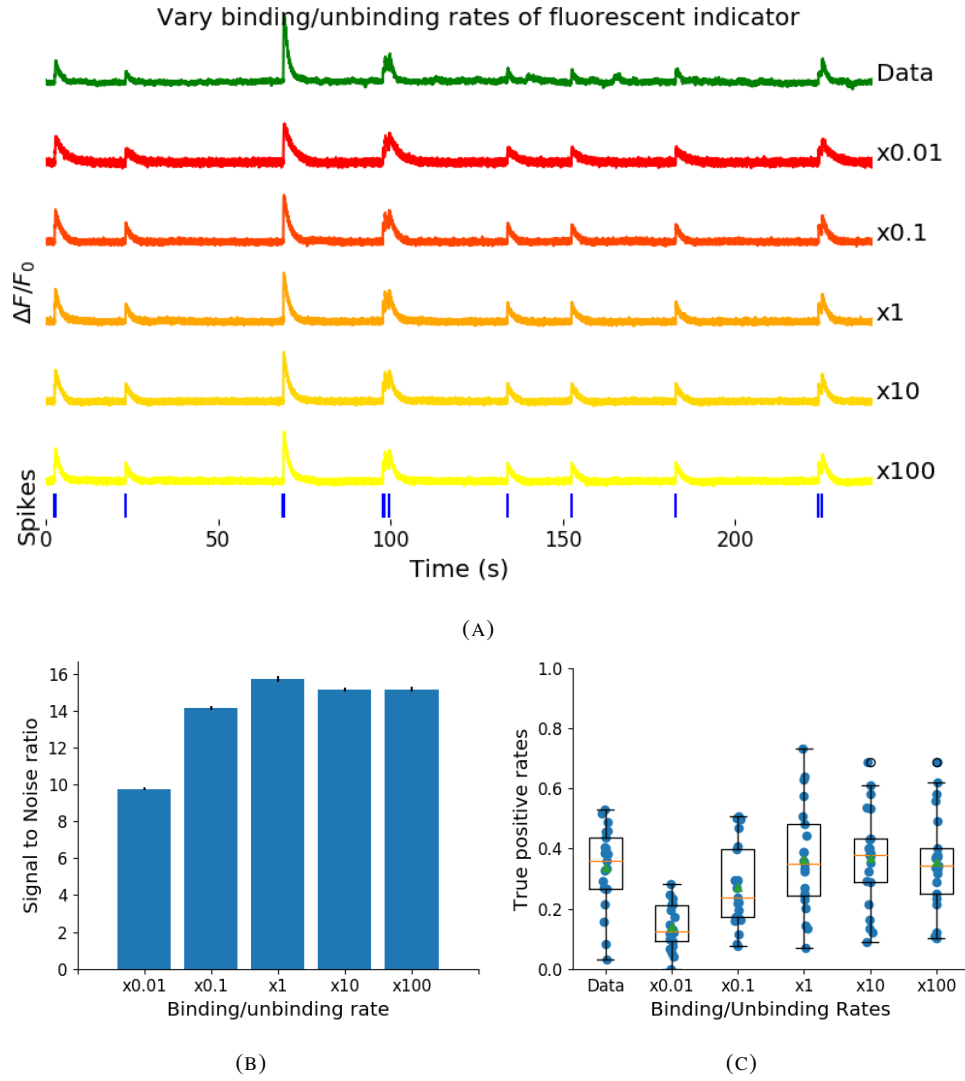 Vary binding/unbinding rates of fluorescent indicator
Data
x0.01
x0.1
x1
x10
x100
ΔF/F₀
Spikes
0 50 100 150 200
Time (s)
(A)
Signal to Noise ratio
16
14
12
10
8
6
4
2
0
x0.01 x0.1 x1 x10 x100
Binding/unbinding rate
(B)
True positive rates
1.0
0.8
0.6
0.4
0.2
0.0
Data x0.01 x0.1 x1 x10 x100
Binding/Unbinding Rates
(C)